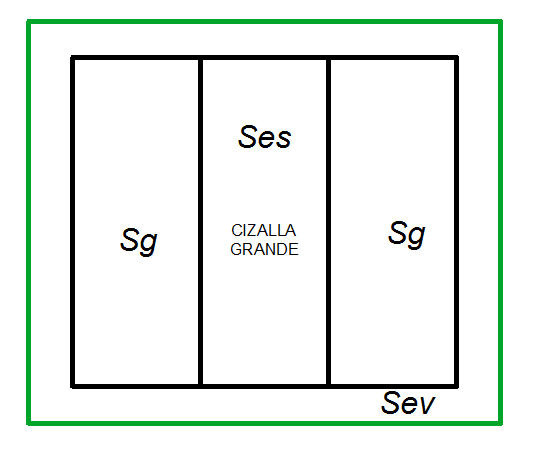 Ses
Sg
CIZALLA
GRANDE
Sg
Sev